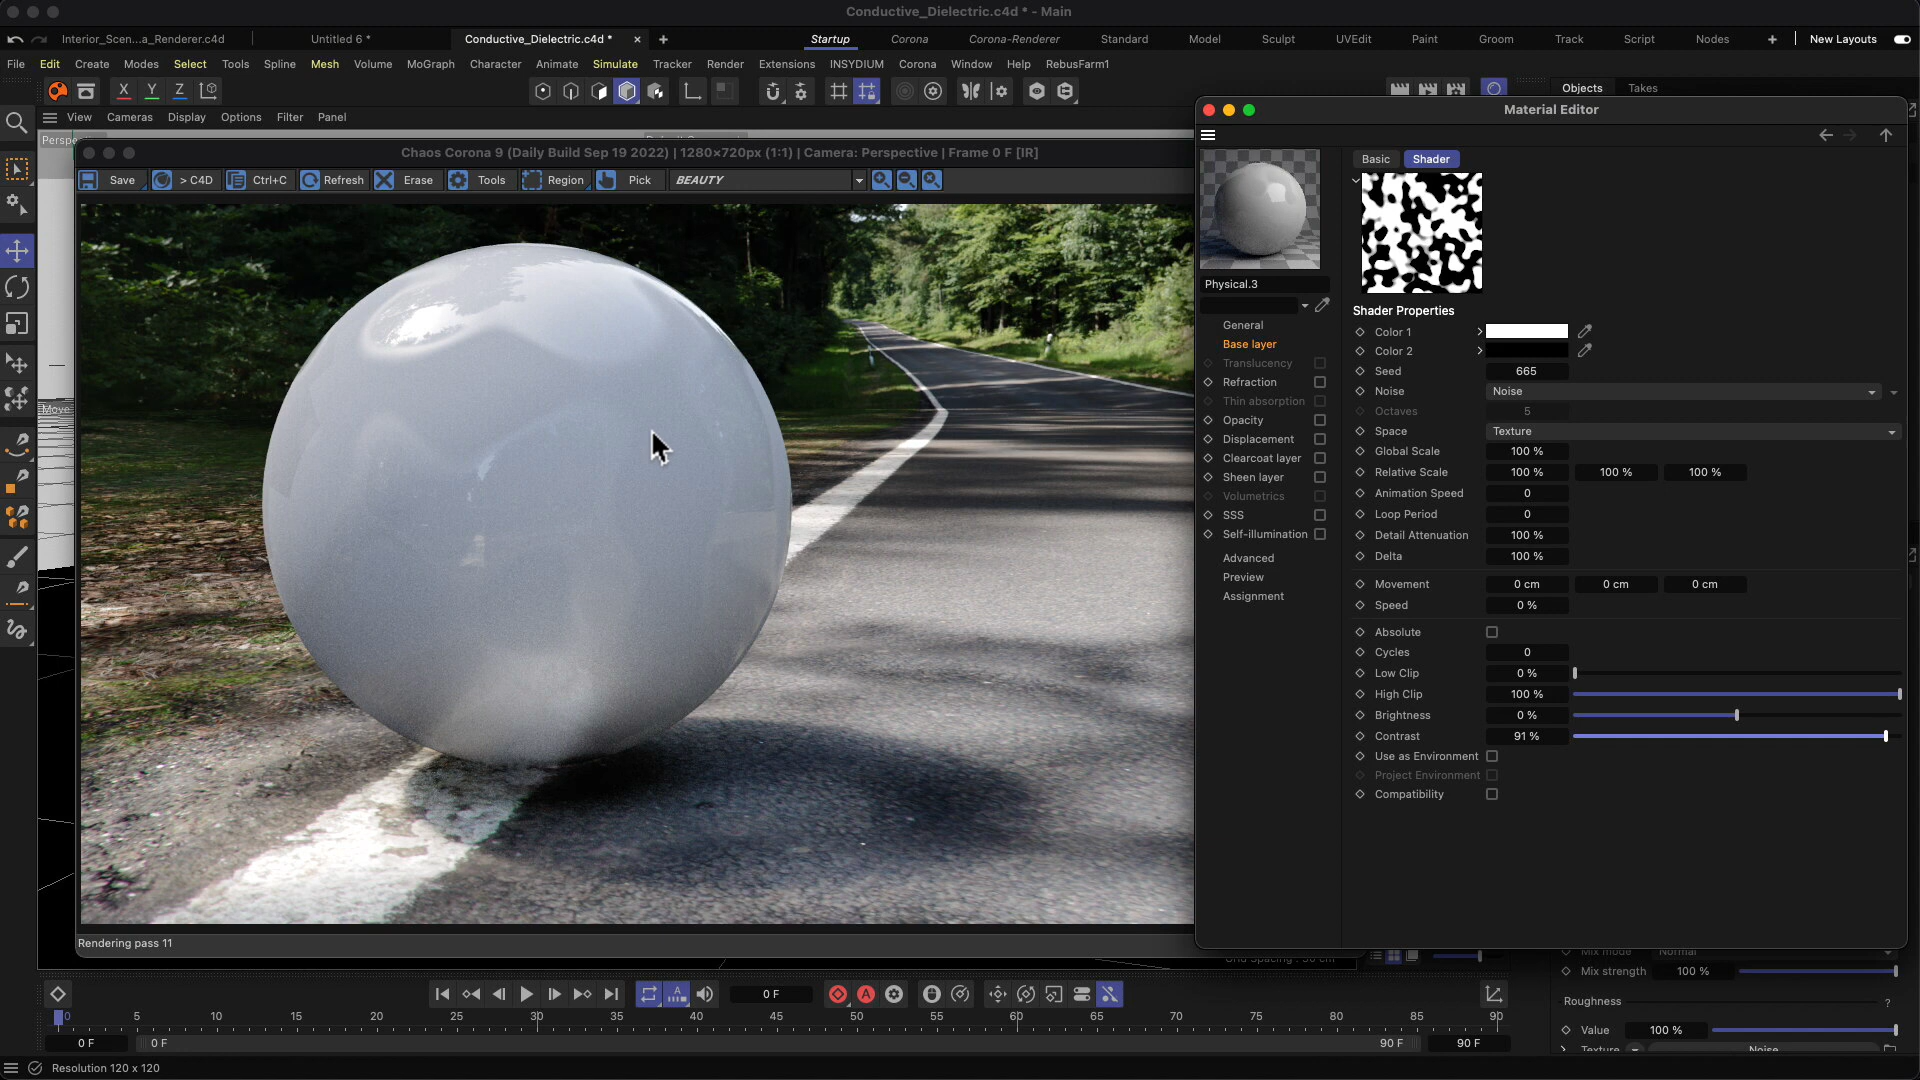 Conductive_Dielectric.c4d * - Main
Interior_Scen...a_Renderer.c4d
Untitled 6 *
Conductive_Dielectric.c4d *
Startup
Corona
Corona-Renderer
Standard
Model
Sculpt
UVEdit
Paint
Groom
Track
Script
Nodes
New Layouts
File Edit Create Modes Select Tools Spline Mesh Volume MoGraph Character Animate Simulate Tracker Render Extensions INSYDIUM Corona Window Help RebusFarm1
X Y Z
Objects Takes
View Cameras Display Options Filter Panel
Material Editor
Chaos Corona 9 (Daily Build Sep 19 2022) | 1280×720px (1:1) | Camera: Perspective | Frame 0 F [IR]
Save > C4D Ctrl+C Refresh Erase Tools Region Pick BEAUTY
Basic Shader
Physical.3
General
Base layer
Translucency
Refraction
Thin absorption
Opacity
Displacement
Clearcoat layer
Sheen layer
Volumetrics
SSS
Self-illumination
Advanced
Preview
Assignment
Shader Properties
Color 1
Color 2
Seed 665
Noise Noise
Octaves 5
Space Texture
Global Scale 100 %
Relative Scale 100 % 100 % 100 %
Animation Speed 0
Loop Period 0
Detail Attenuation 100 %
Delta 100 %
Movement 0 cm 0 cm 0 cm
Speed 0 %
Absolute
Cycles 0
Low Clip 0 %
High Clip 100 %
Brightness 0 %
Contrast 91 %
Use as Environment
Project Environment
Compatibility
Move
Rendering pass 11
Mix mode Normal
Mix strength 100 %
Roughness ?
Value 100 %
Texture Noise
0 F
0 5 10 15 20 25 30 35 40 45 50 55 60 65 70 75 80 85 90
0 F 0 F 90 F 90 F
Resolution 120 x 120